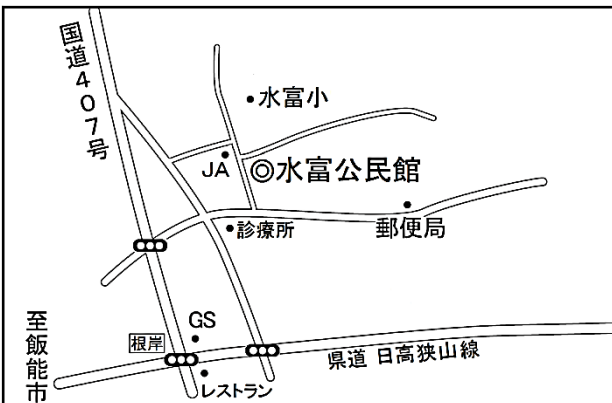 国道407号
水富小
JA
水富公民館
診療所
郵便局
GS
根岸
レストラン
県道 日高狭山線
至飯能市